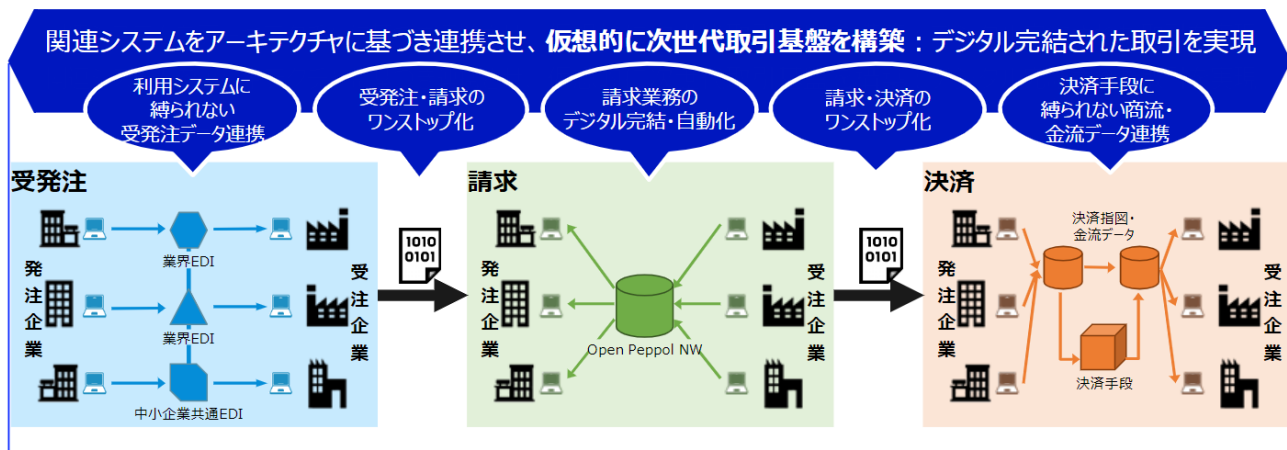 関連システムをアーキテクチャに基づき連携させ、仮想的に次世代取引基盤を構築：デジタル完結された取引を実現
利用システムに
縛られない
受発注データ連携
受発注・請求の
ワンストップ化
請求業務の
デジタル完結・自動化
請求・決済の
ワンストップ化
決済手段に
縛られない商流・
金流データ連携
受発注
発注企業
業界EDI
業界EDI
中小企業共通EDI
受注企業
1010
0101
請求
発注企業
Open Peppol NW
受注企業
1010
0101
決済
発注企業
決済指図・
金流データ
決済手段
受注企業